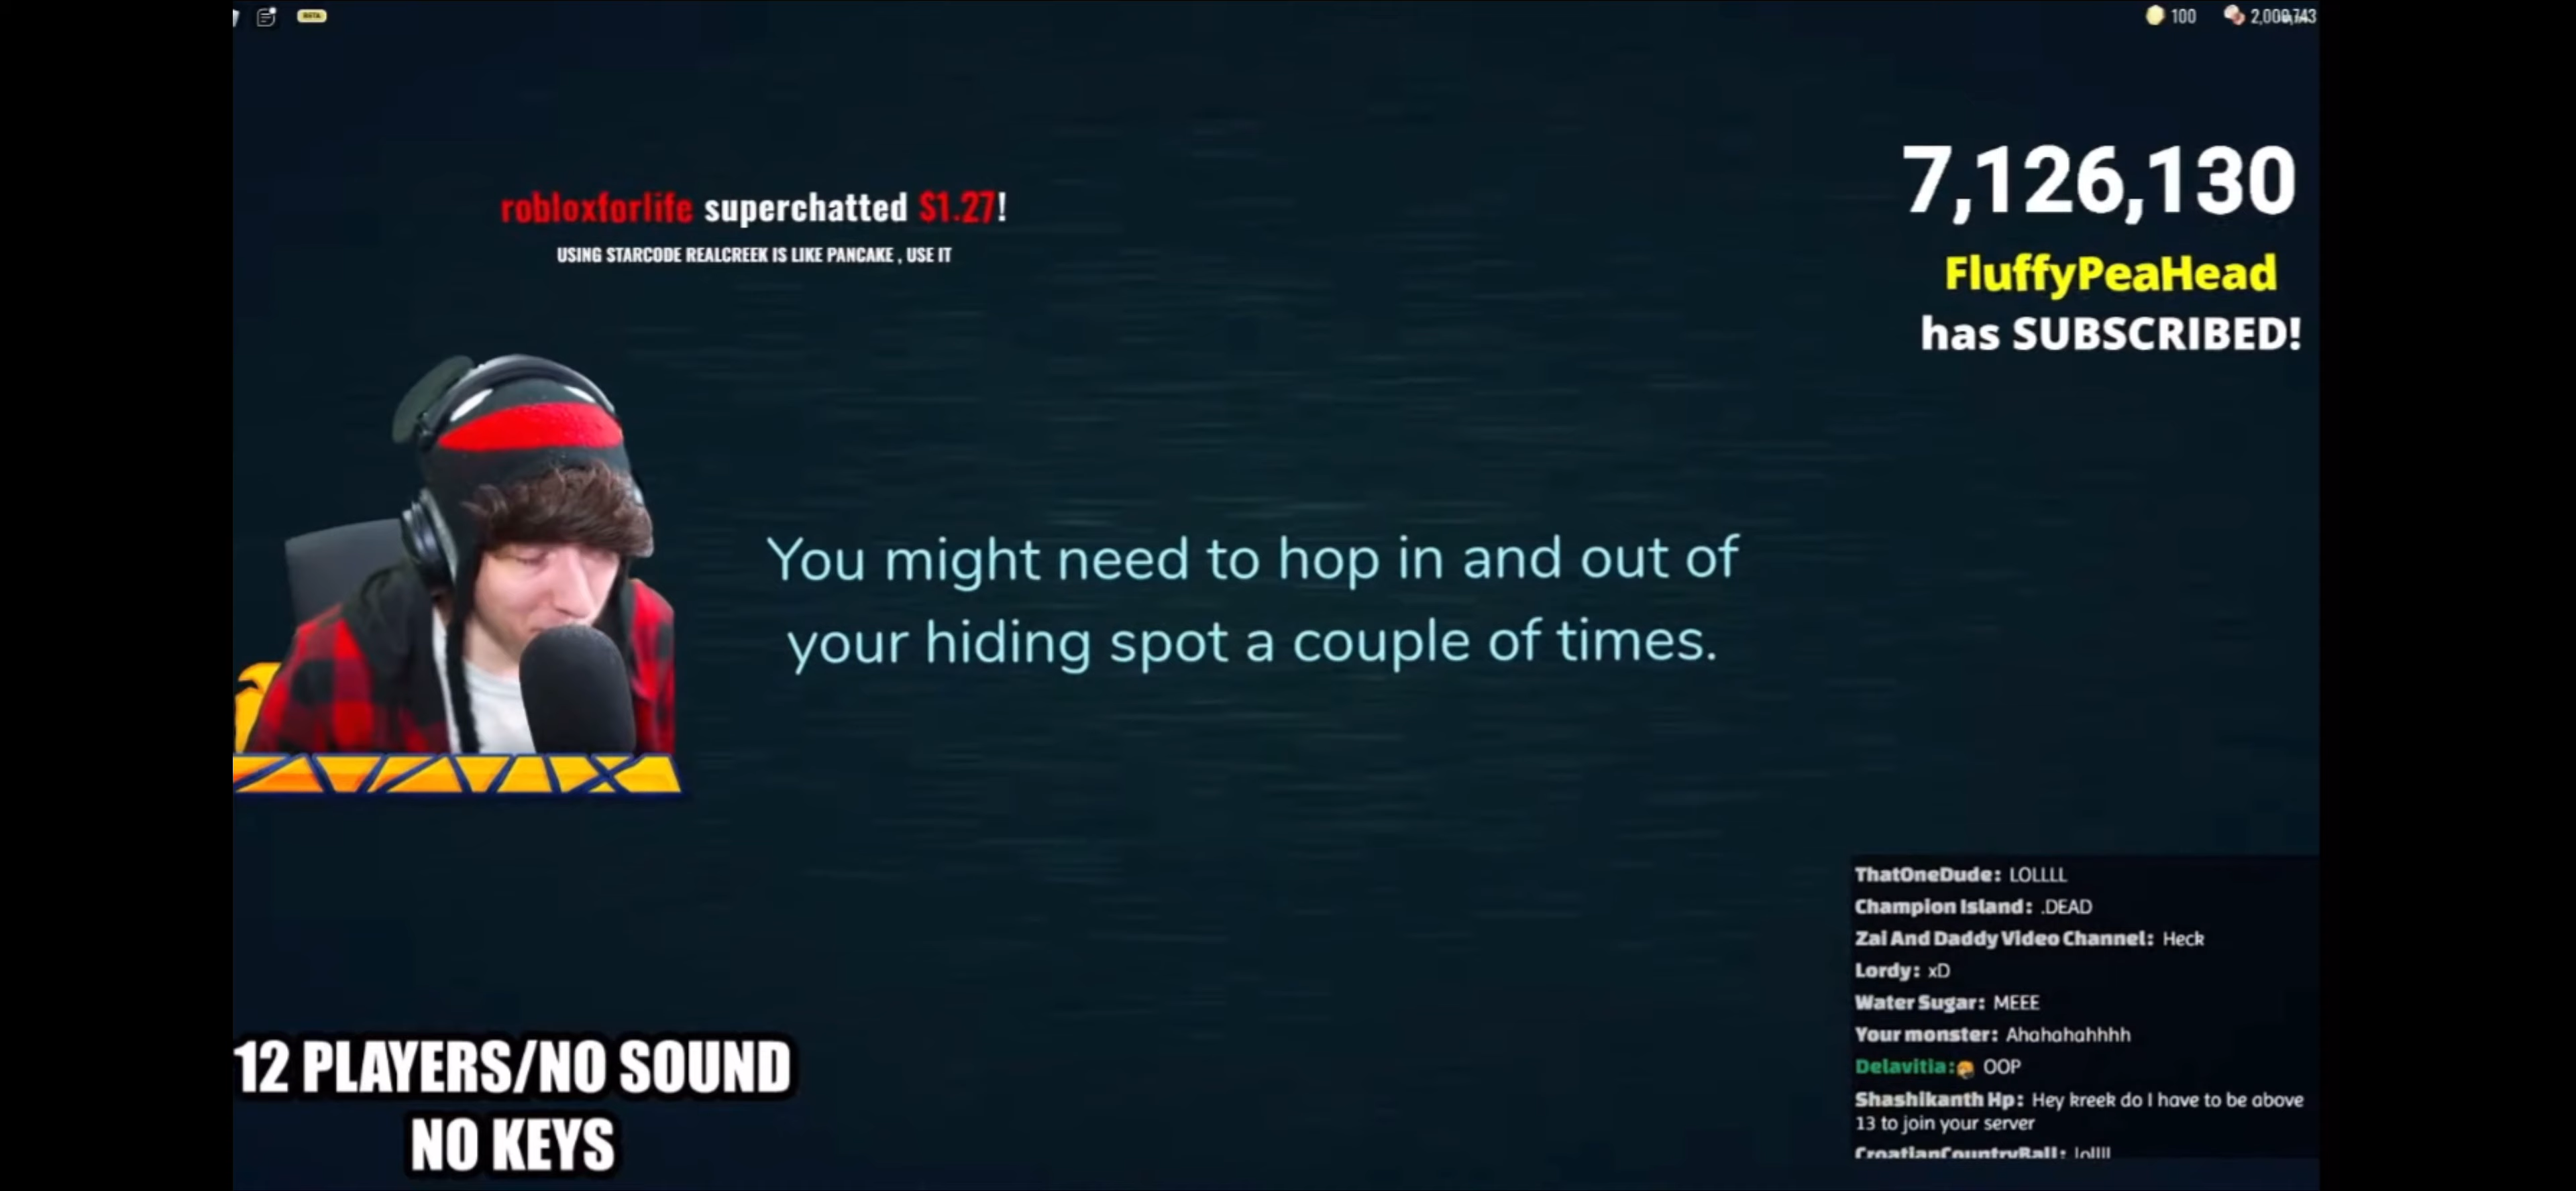 BETA
100
robloxforlife superchatted $1.27!
USING STARCODE REALCREEK IS LIKE PANCAKE , USE IT
7,126,130
FluffyPeaHead
has SUBSCRIBED!
You might need to hop in and out of
your hiding spot a couple of times.
ThatOneDude: LOLLLL
Champion Island: .DEAD
Zai And Daddy Video Channel: Heck
Lordy: xD
Water Sugar: MEEE
Your monster: Ahahahahhhh
Delavitia: OOP
Shashikanth Hp: Hey kreek do I have to be above
13 to join your server
CroatianCountryBall: lollll
12 PLAYERS/NO SOUND
NO KEYS